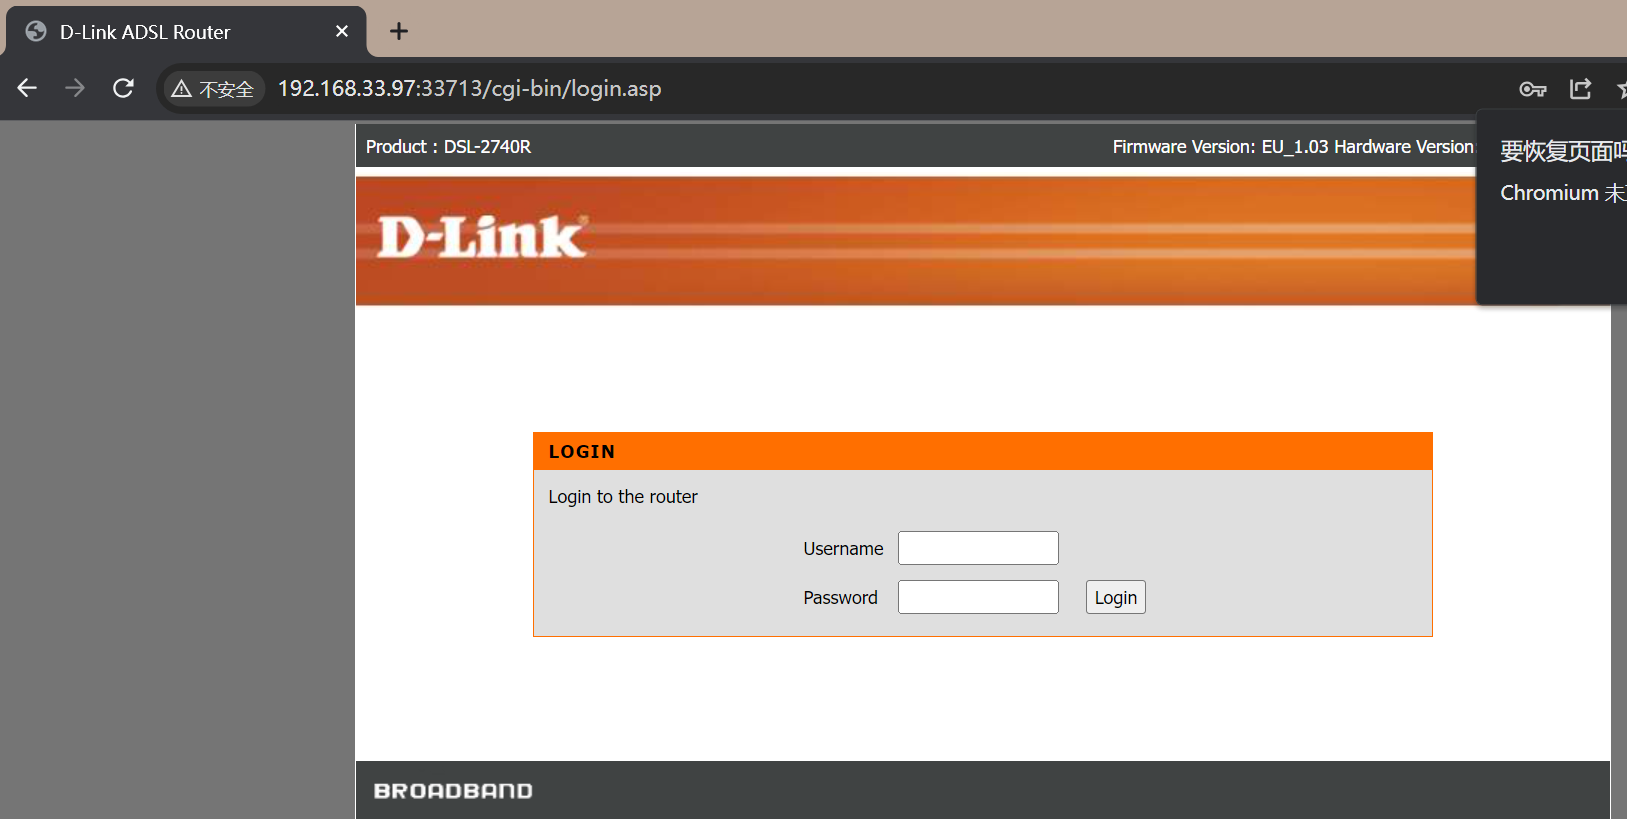 D-Link ADSL Router
不安全
192.168.33.97:33713/cgi-bin/login.asp
要恢复页面
Chromium 未
Product : DSL-2740R
Firmware Version: EU_1.03 Hardware Version:
D-Link
LOGIN
Login to the router
Username
Password
Login
BROADBAND